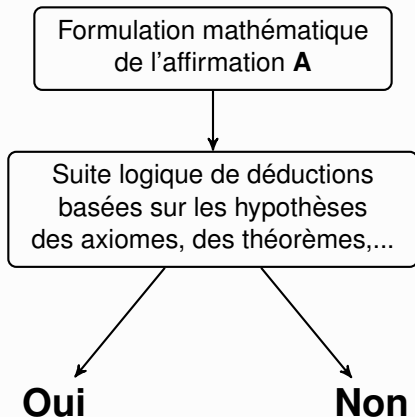 Formulation mathématique
de l'affirmation A
Suite logique de déductions
basées sur les hypothèses
des axiomes, des théorèmes,...
Oui
Non